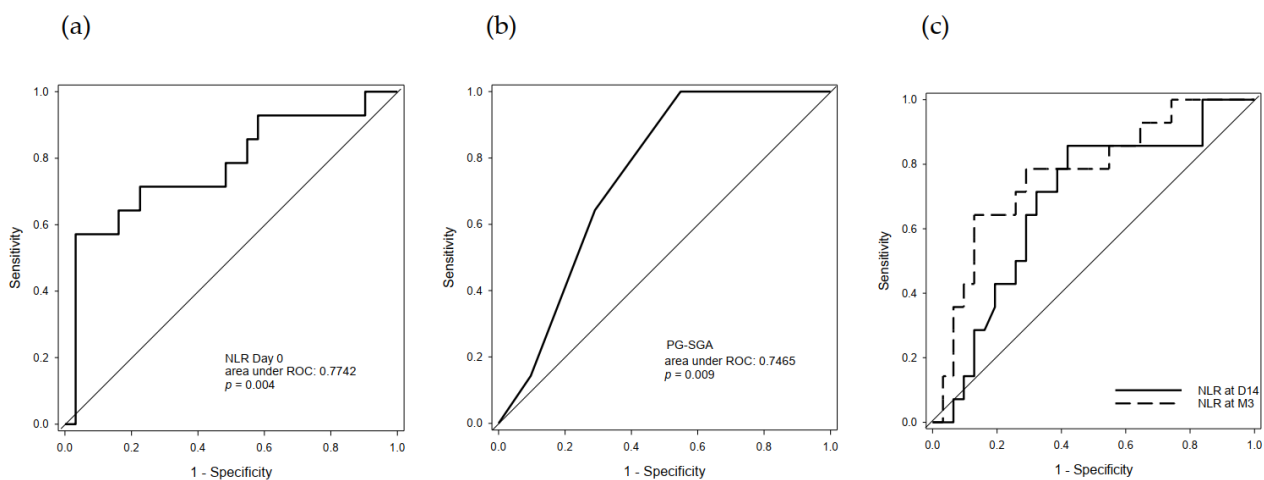 (a)
1.0
0.8
0.6
0.4
0.2
0.0
Sensitivity
0.0 0.2 0.4 0.6 0.8 1.0
1 - Specificity
NLR Day 0
area under ROC: 0.7742
p = 0.004
(b)
1.0
0.8
0.6
0.4
0.2
0.0
Sensitivity
0.0 0.2 0.4 0.6 0.8 1.0
1 - Specificity
PG-SGA
area under ROC: 0.7465
p = 0.009
(c)
1.0
0.8
0.6
0.4
0.2
0.0
Sensitivity
0.0 0.2 0.4 0.6 0.8 1.0
1 - Specificity
NLR at D14
NLR at M3